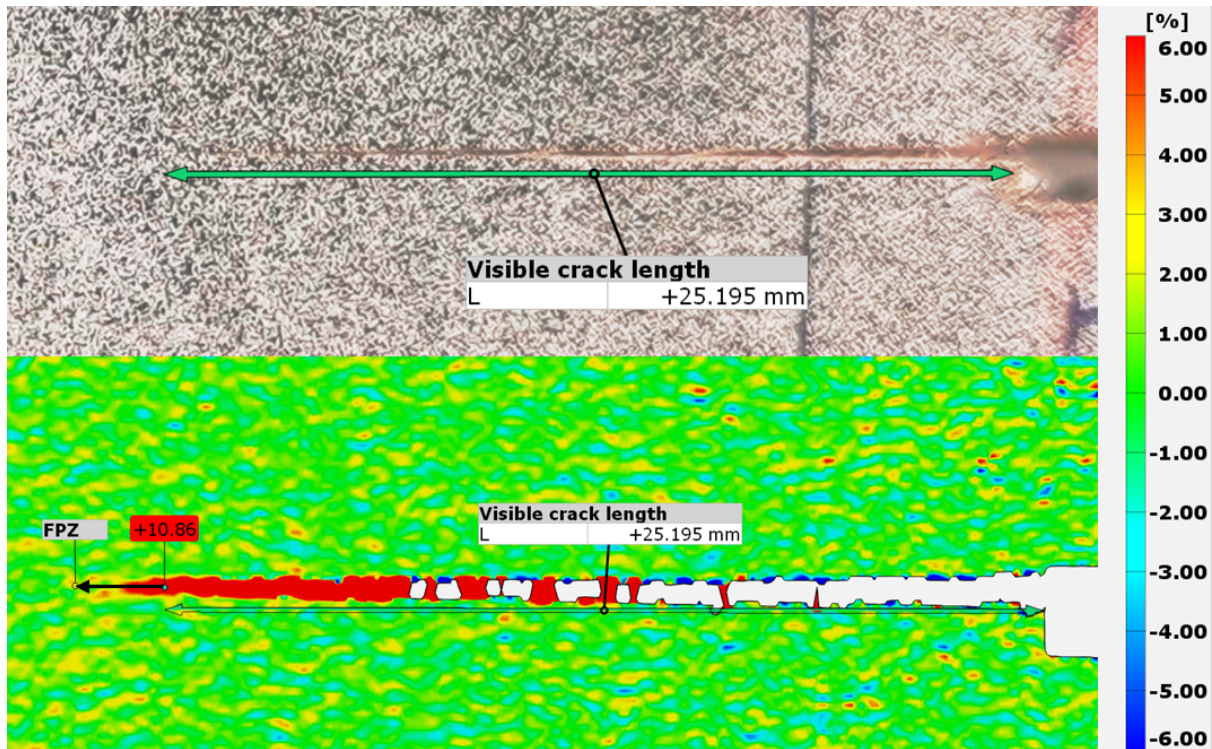 [%]
6.00
5.00
4.00
3.00
2.00
1.00
0.00
-1.00
-2.00
-3.00
-4.00
-5.00
-6.00
Visible crack length
L +25.195 mm
Visible crack length
L +25.195 mm
FPZ +10.86